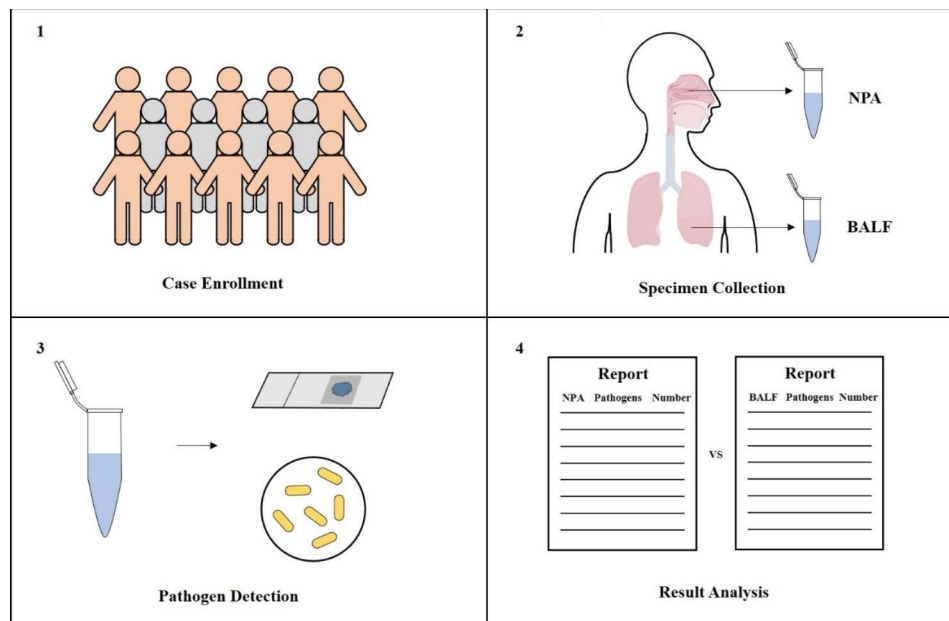 1
Case Enrollment
2
NPA
BALF
Specimen Collection
3
Pathogen Detection
4
Report
NPA Pathogens Number
VS
Report
BALF Pathogens Number
Result Analysis